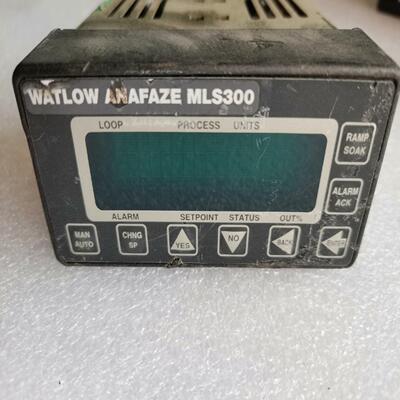 WATLOW ANAFAZE MLS300
LOOP PROCESS UNITS
RAMP
SOAK
ALARM
ACK
ALARM SETPOINT STATUS OUT%
MAN
AUTO
CHNG
SP
YES
NO
BACK
ENTER